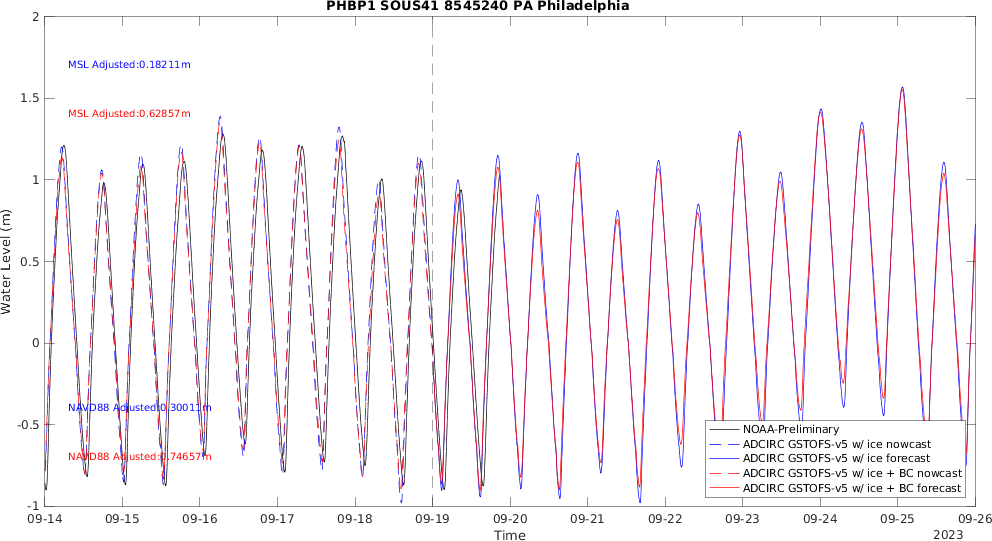 PHBP1 SOUS41 8545240 PA Philadelphia
2
1.5
1
0.5
0
-0.5
-1
Water Level (m)
MSL Adjusted:0.18211m
MSL Adjusted:0.62857m
NAVD88 Adjusted:0.30011m
NAVD88 Adjusted:0.74657m
NOAA-Preliminary
ADCIRC GSTOFS-v5 w/ ice nowcast
ADCIRC GSTOFS-v5 w/ ice forecast
ADCIRC GSTOFS-v5 w/ ice + BC nowcast
ADCIRC GSTOFS-v5 w/ ice + BC forecast
09-14 09-15 09-16 09-17 09-18 09-19 09-20 09-21 09-22 09-23 09-24 09-25 09-26
Time
2023